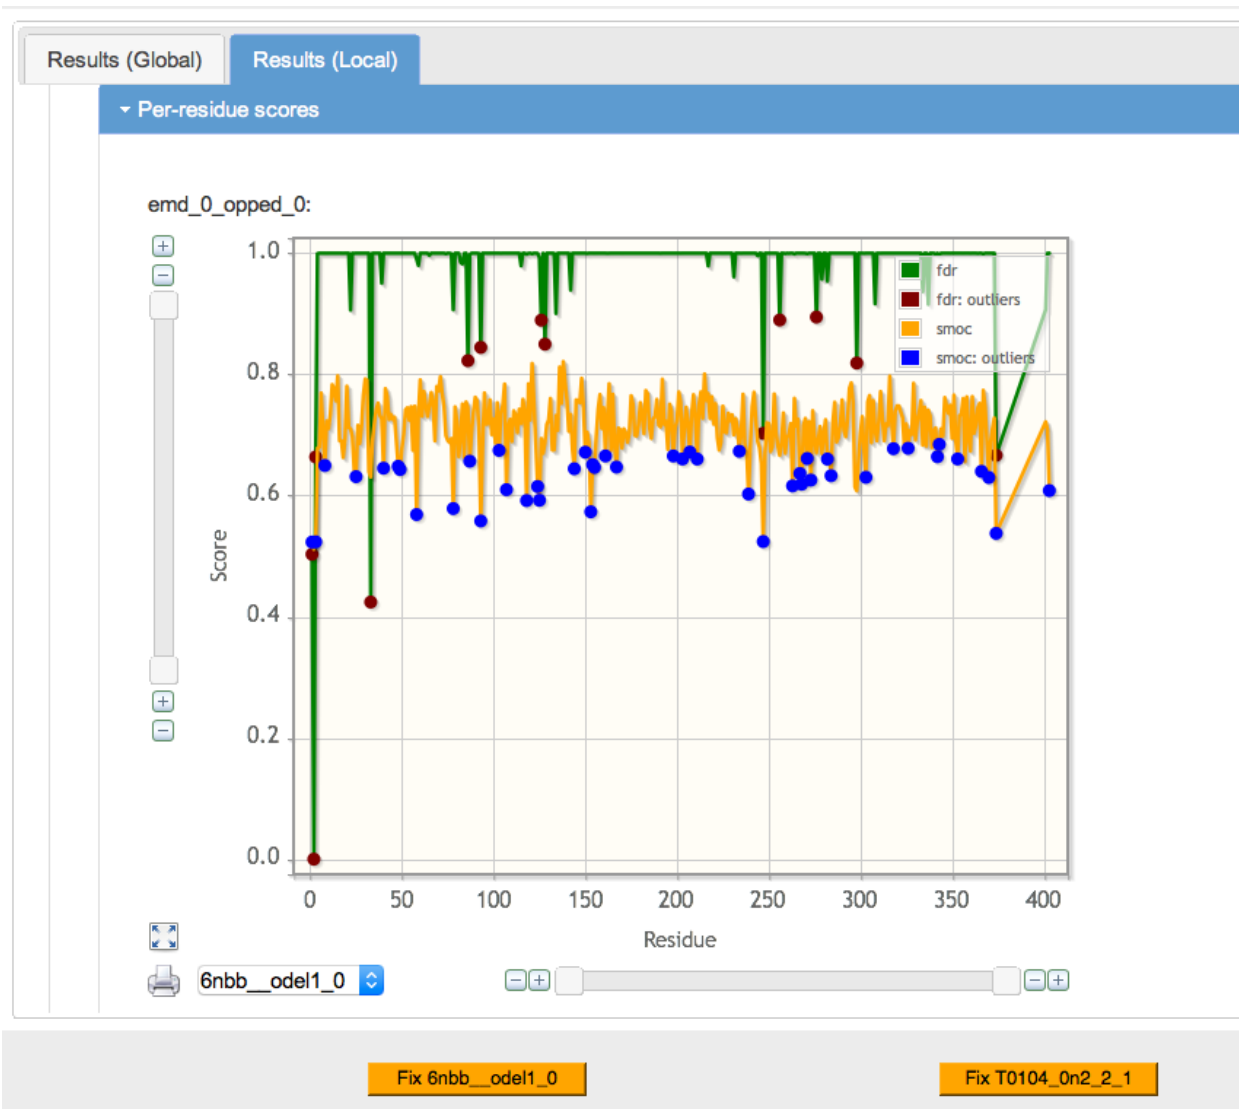 Results (Global)
Results (Local)
Per-residue scores
emd_0_opped_0:
1.0
0.8
0.6
0.4
0.2
0.0
Score
fdr
fdr: outliers
smoc
smoc: outliers
0 50 100 150 200 250 300 350 400
Residue
6nbb__odel1_0
Fix 6nbb__odel1_0
Fix T0104_0n2_2_1